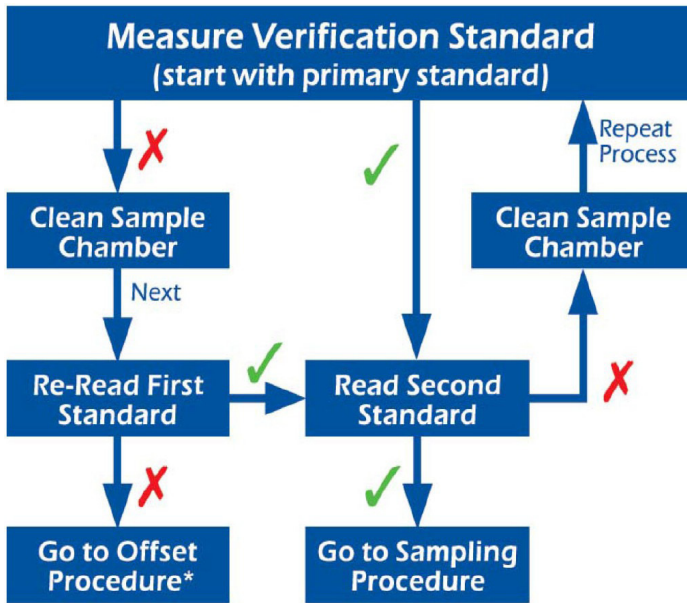 Measure Verification Standard
(start with primary standard)
Repeat
Process
Clean Sample
Chamber
Clean Sample
Chamber
Next
Re-Read First
Standard
Read Second
Standard
Go to Offset
Procedure*
Go to Sampling
Procedure